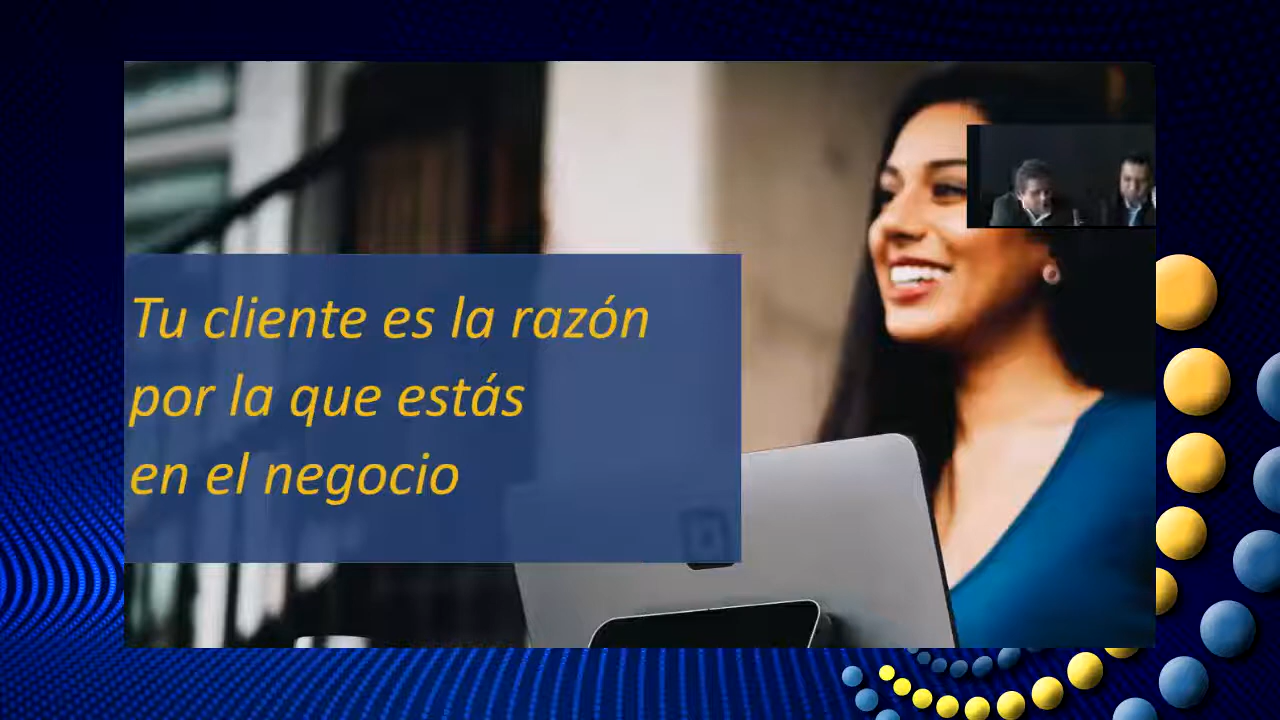 Tu cliente es la razón
por la que estás
en el negocio